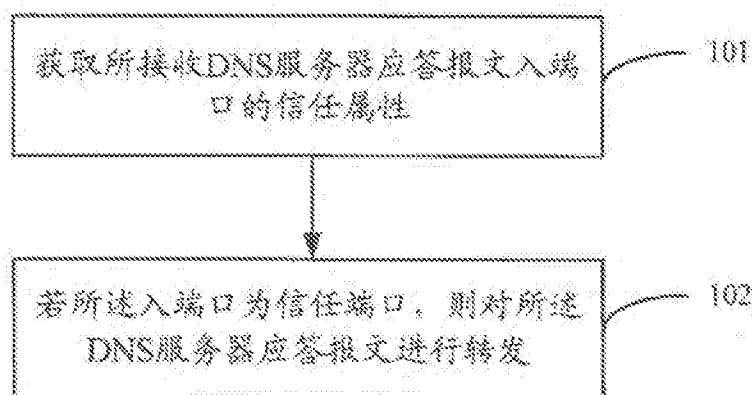 获取所接收DNS服务器应答报文入端
口的信任属性
101
若所述入端口为信任端口，则对所述
DNS服务器应答报文进行转发
102